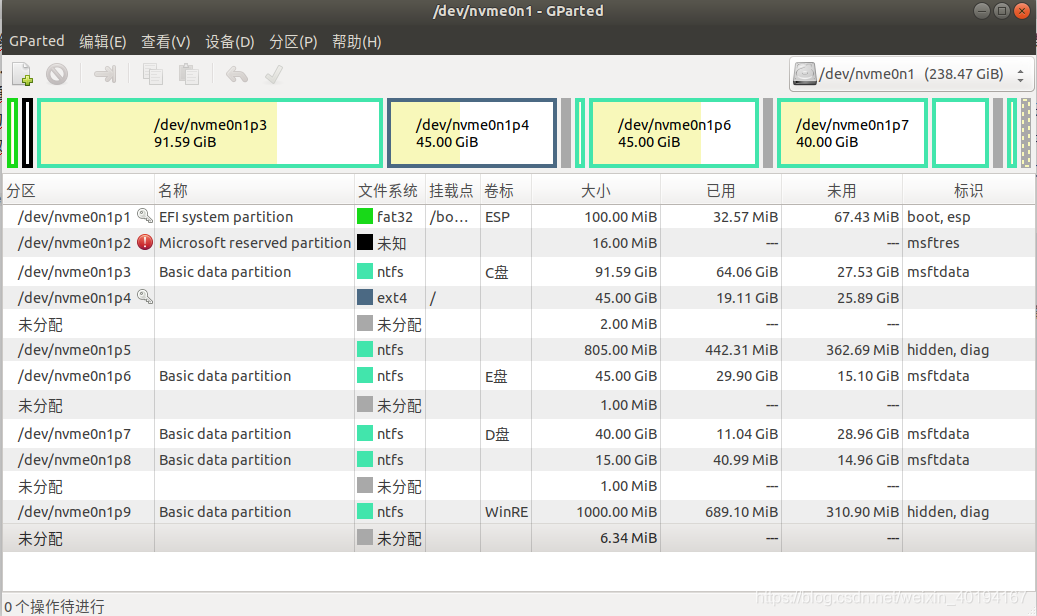 /dev/nvme0n1 - GParted
GParted 编辑(E) 查看(V) 设备(D) 分区(P) 帮助(H)
/dev/nvme0n1 (238.47 GiB)
/dev/nvme0n1p3 /dev/nvme0n1p4 /dev/nvme0n1p6 /dev/nvme0n1p7
91.59 GiB 45.00 GiB 45.00 GiB 40.00 GiB
分区 名称 文件系统 挂载点 卷标 大小 已用 未用 标识
/dev/nvme0n1p1 EFI system partition fat32 /bo... ESP 100.00 MiB 32.57 MiB 67.43 MiB boot, esp
/dev/nvme0n1p2 Microsoft reserved partition 未知 16.00 MiB --- --- msftres
/dev/nvme0n1p3 Basic data partition ntfs C盘 91.59 GiB 64.06 GiB 27.53 GiB msftdata
/dev/nvme0n1p4 ext4 / 45.00 GiB 19.11 GiB 25.89 GiB
未分配 未分配 2.00 MiB --- ---
/dev/nvme0n1p5 ntfs 805.00 MiB 442.31 MiB 362.69 MiB hidden, diag
/dev/nvme0n1p6 Basic data partition ntfs E盘 45.00 GiB 29.90 GiB 15.10 GiB msftdata
未分配 未分配 1.00 MiB --- ---
/dev/nvme0n1p7 Basic data partition ntfs D盘 40.00 GiB 11.04 GiB 28.96 GiB msftdata
/dev/nvme0n1p8 Basic data partition ntfs 15.00 GiB 40.99 MiB 14.96 GiB msftdata
未分配 未分配 1.00 MiB --- ---
/dev/nvme0n1p9 Basic data partition ntfs WinRE 1000.00 MiB 689.10 MiB 310.90 MiB hidden, diag
未分配 未分配 6.34 MiB --- ---
https://blog.csdn.net/weixin_40194167
0 个操作待进行